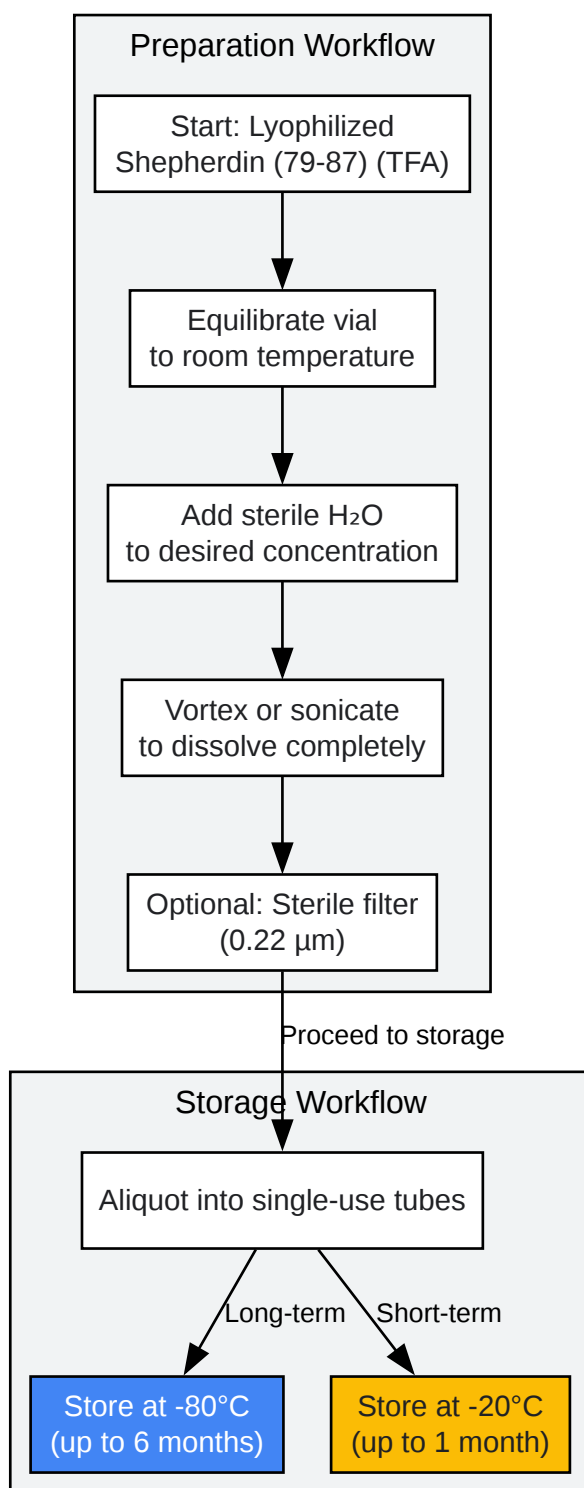 Preparation Workflow
Start: Lyophilized
Shepherdin (79-87) (TFA)
Equilibrate vial
to room temperature
Add sterile H₂O
to desired concentration
Vortex or sonicate
to dissolve completely
Optional: Sterile filter
(0.22 µm)
Proceed to storage
Storage Workflow
Aliquot into single-use tubes
Long-term
Short-term
Store at -80°C
(up to 6 months)
Store at -20°C
(up to 1 month)